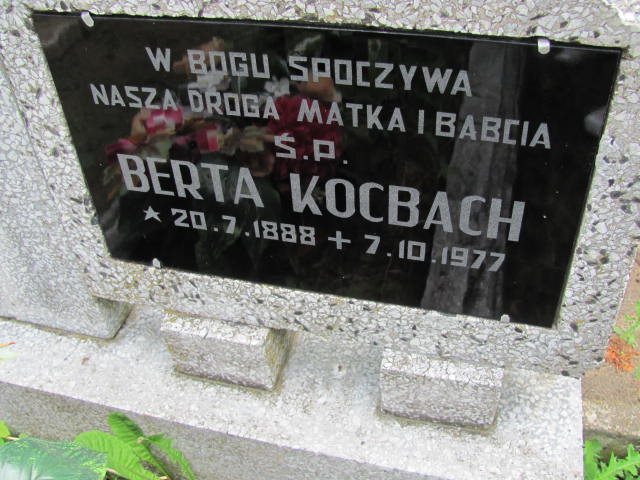 W BOGU SPOCZYWA
NASZA DROGA MATKA I BABCIA
Ś.P.
BERTA KOCBACH
★ 20.7.1888 + 7.10.1977